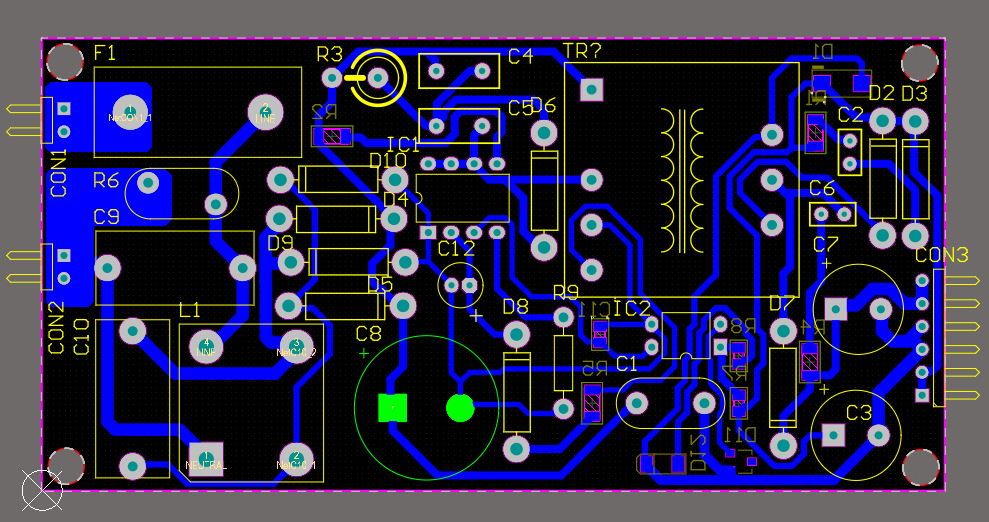 F1
R3
C4
TR?
D1
C5
D6
D2
D3
R2
R1
C2
1
NetCON1_1
2
LINE
CON1
IC1
D10
R6
D4
C6
C9
D9
C12
C7
CON3
D5
R9
CON2
C10
L1
C8
D8
C11
IC2
D7
R8
R4
4
LINE
3
NetC10_2
R5
C1
R7
C3
1
NEUTRAL
2
NetC10_1
D12
D11